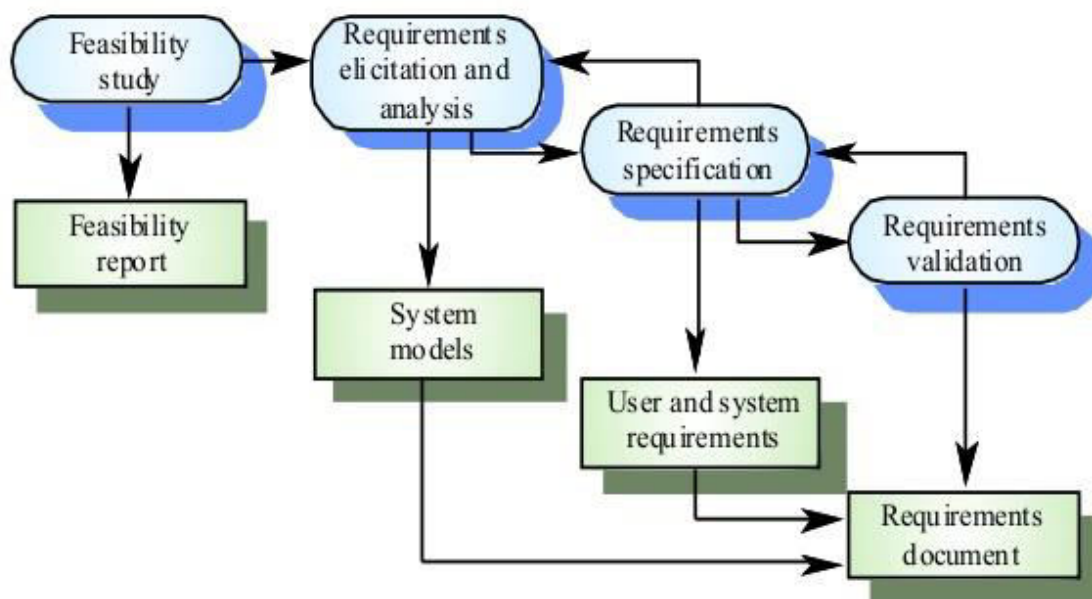 Feasibility
study
Requirements
elicitation and
analysis
Requirements
specification
Requirements
validation
Feasibility
report
System
models
User and system
requirements
Requirements
document